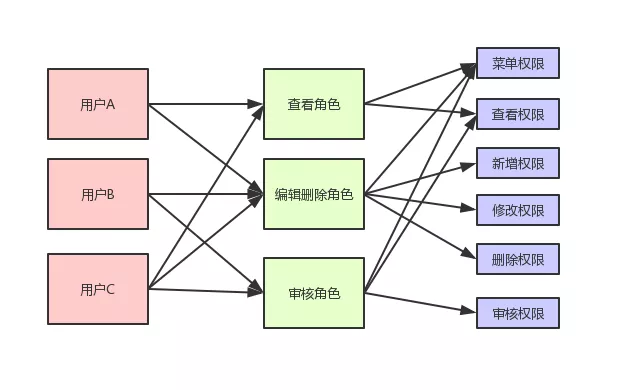 用户A
用户B
用户C
查看角色
编辑删除角色
审核角色
菜单权限
查看权限
新增权限
修改权限
删除权限
审核权限